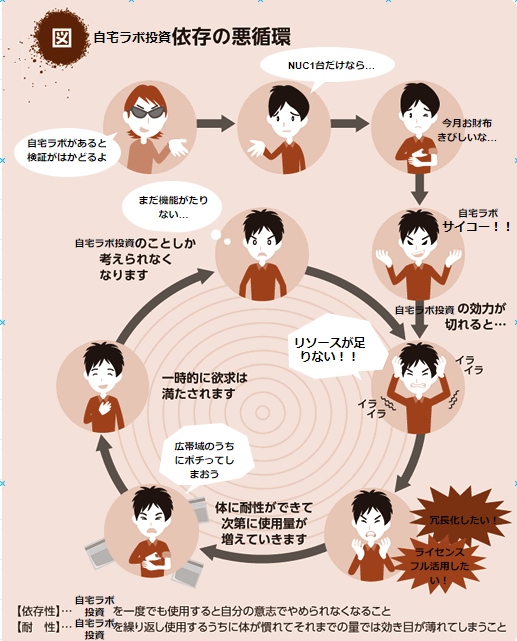 図 自宅ラボ投資依存の悪循環
NUC1台だけなら…
自宅ラボがあると
検証がはかどるよ
今月お財布
きびしいな…
まだ機能がたり
ない…
自宅ラボ
サイコー！！
自宅ラボ投資のことしか
考えられなく
なります
自宅ラボ投資 の効力が
切れると…
リソースが足
りない！！
イラ
イラ
イラ
イラ
一時的に欲求は
満たされます
広帯域のうち
にポチってし
まおう
体に耐性ができて
次第に使用量が
増えていきます
冗長化したい！
ライセンス
フル活用した
い！
【依存性】… 自宅ラボ投資 を一度でも使用すると自分の意志でやめられなくなること
【耐　性】… 自宅ラボ投資 を繰り返し使用するうちに体が慣れてそれまでの量では効き目が薄れてしまうこと